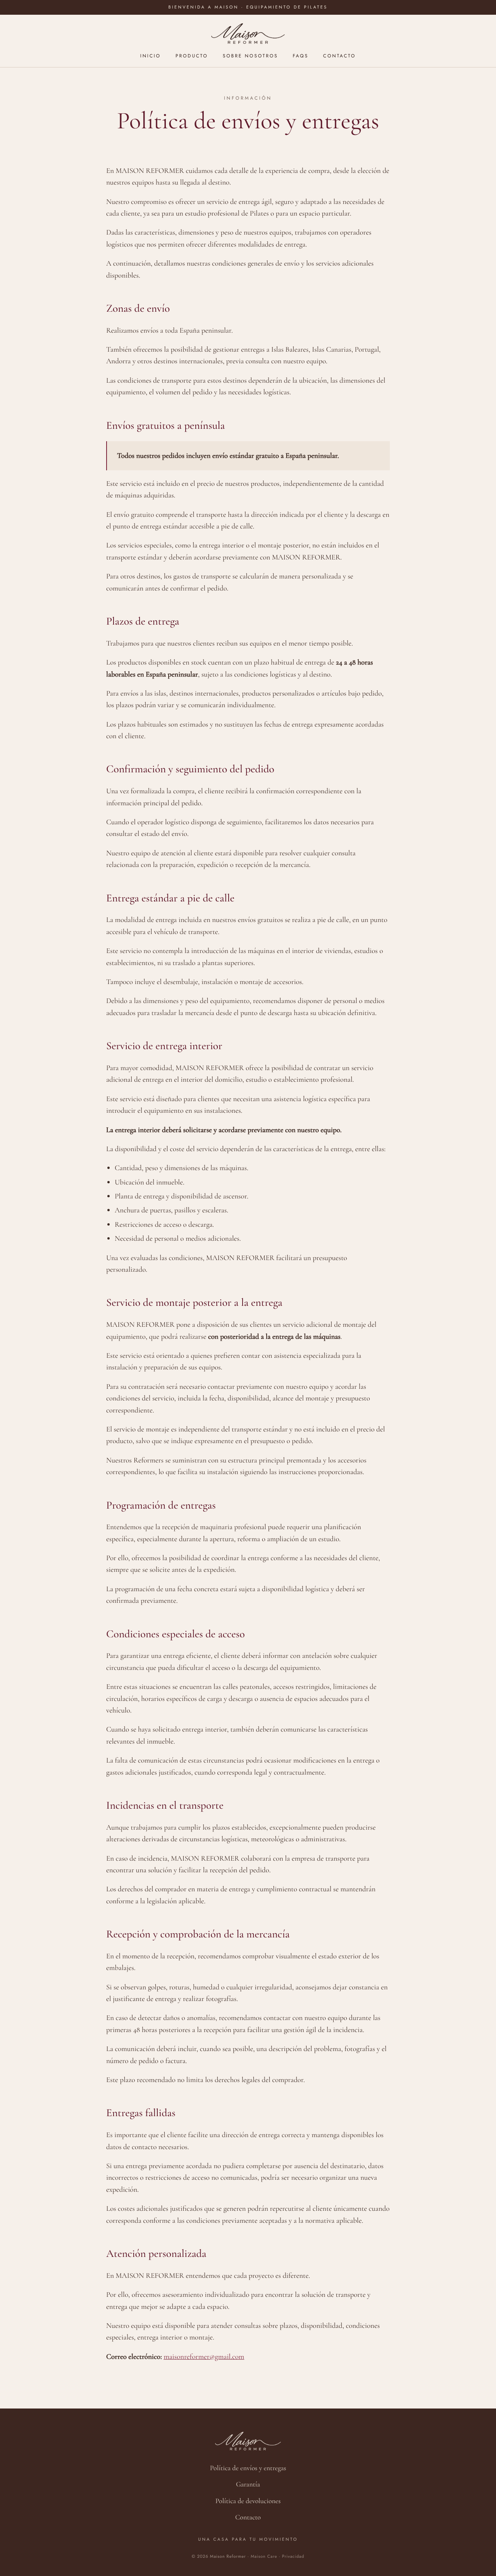 BIENVENIDA A MAISON · EQUIPAMIENTO DE PILATES
Maison
REFORMER
INICIO PRODUCTO SOBRE NOSOTROS FAQS CONTACTO
INFORMACIÓN
Política de envíos y entregas
En MAISON REFORMER cuidamos cada detalle de la experiencia de compra, desde la elección de
nuestros equipos hasta su llegada al destino.
Nuestro compromiso es ofrecer un servicio de entrega ágil, seguro y adaptado a las necesidades de
cada cliente, ya sea para un estudio profesional de Pilates o para un espacio particular.
Dadas las características, dimensiones y peso de nuestros equipos, trabajamos con operadores
logísticos que nos permiten ofrecer diferentes modalidades de entrega.
A continuación, detallamos nuestras condiciones generales de envío y los servicios adicionales
disponibles.
Zonas de envío
Realizamos envíos a toda España peninsular.
También ofrecemos la posibilidad de gestionar entregas a Islas Baleares, Islas Canarias, Portugal,
Andorra y otros destinos internacionales, previa consulta con nuestro equipo.
Las condiciones de transporte para estos destinos dependerán de la ubicación, las dimensiones del
equipamiento, el volumen del pedido y las necesidades logísticas.
Envíos gratuitos a península
Todos nuestros pedidos incluyen envío estándar gratuito a España peninsular.
Este servicio está incluido en el precio de nuestros productos, independientemente de la cantidad
de máquinas adquiridas.
El envío gratuito comprende el transporte hasta la dirección indicada por el cliente y la descarga en
el punto de entrega estándar accesible a pie de calle.
Los servicios especiales, como la entrega interior o el montaje posterior, no están incluidos en el
transporte estándar y deberán acordarse previamente con MAISON REFORMER.
Para otros destinos, los gastos de transporte se calcularán de manera personalizada y se
comunicarán antes de confirmar el pedido.
Plazos de entrega
Trabajamos para que nuestros clientes reciban sus equipos en el menor tiempo posible.
Los productos disponibles en stock cuentan con un plazo habitual de entrega de 24 a 48 horas
laborables en España peninsular, sujeto a las condiciones logísticas y al destino.
Para envíos a las islas, destinos internacionales, productos personalizados o artículos bajo pedido,
los plazos podrán variar y se comunicarán individualmente.
Los plazos habituales son estimados y no sustituyen las fechas de entrega expresamente acordadas
con el cliente.
Confirmación y seguimiento del pedido
Una vez formalizada la compra, el cliente recibirá la confirmación correspondiente con la
información principal del pedido.
Cuando el operador logístico disponga de seguimiento, facilitaremos los datos necesarios para
consultar el estado del envío.
Nuestro equipo de atención al cliente estará disponible para resolver cualquier consulta
relacionada con la preparación, expedición o recepción de la mercancía.
Entrega estándar a pie de calle
La modalidad de entrega incluida en nuestros envíos gratuitos se realiza a pie de calle, en un punto
accesible para el vehículo de transporte.
Este servicio no contempla la introducción de las máquinas en el interior de viviendas, estudios o
establecimientos, ni su traslado a plantas superiores.
Tampoco incluye el desembalaje, instalación o montaje de accesorios.
Debido a las dimensiones y peso del equipamiento, recomendamos disponer de personal o medios
adecuados para trasladar la mercancía desde el punto de descarga hasta su ubicación definitiva.
Servicio de entrega interior
Para mayor comodidad, MAISON REFORMER ofrece la posibilidad de contratar un servicio
adicional de entrega en el interior del domicilio, estudio o establecimiento profesional.
Este servicio está diseñado para clientes que necesitan una asistencia logística específica para
introducir el equipamiento en sus instalaciones.
La entrega interior deberá solicitarse y acordarse previamente con nuestro equipo.
La disponibilidad y el coste del servicio dependerán de las características de la entrega, entre ellas:
• Cantidad, peso y dimensiones de las máquinas.
• Ubicación del inmueble.
• Planta de entrega y disponibilidad de ascensor.
• Anchura de puertas, pasillos y escaleras.
• Restricciones de acceso o descarga.
• Necesidad de personal o medios adicionales.
Una vez evaluadas las condiciones, MAISON REFORMER facilitará un presupuesto
personalizado.
Servicio de montaje posterior a la entrega
MAISON REFORMER pone a disposición de sus clientes un servicio adicional de montaje del
equipamiento, que podrá realizarse con posterioridad a la entrega de las máquinas.
Este servicio está orientado a quienes prefieren contar con asistencia especializada para la
instalación y preparación de sus equipos.
Para su contratación será necesario contactar previamente con nuestro equipo y acordar las
condiciones del servicio, incluida la fecha, disponibilidad, alcance del montaje y presupuesto
correspondiente.
El servicio de montaje es independiente del transporte estándar y no está incluido en el precio del
producto, salvo que se indique expresamente en el presupuesto o pedido.
Nuestros Reformers se suministran con su estructura principal premontada y los accesorios
correspondientes, lo que facilita su instalación siguiendo las instrucciones proporcionadas.
Programación de entregas
Entendemos que la recepción de maquinaria profesional puede requerir una planificación
específica, especialmente durante la apertura, reforma o ampliación de un estudio.
Por ello, ofrecemos la posibilidad de coordinar la entrega conforme a las necesidades del cliente,
siempre que se solicite antes de la expedición.
La programación de una fecha concreta estará sujeta a disponibilidad logística y deberá ser
confirmada previamente.
Condiciones especiales de acceso
Para garantizar una entrega eficiente, el cliente deberá informar con antelación sobre cualquier
circunstancia que pueda dificultar el acceso o la descarga del equipamiento.
Entre estas situaciones se encuentran las calles peatonales, accesos restringidos, limitaciones de
circulación, horarios específicos de carga y descarga o ausencia de espacios adecuados para el
vehículo.
Cuando se haya solicitado entrega interior, también deberán comunicarse las características
relevantes del inmueble.
La falta de comunicación de estas circunstancias podrá ocasionar modificaciones en la entrega o
gastos adicionales justificados, cuando corresponda legal y contractualmente.
Incidencias en el transporte
Aunque trabajamos para cumplir los plazos establecidos, excepcionalmente pueden producirse
alteraciones derivadas de circunstancias logísticas, meteorológicas o administrativas.
En caso de incidencia, MAISON REFORMER colaborará con la empresa de transporte para
encontrar una solución y facilitar la recepción del pedido.
Los derechos del comprador en materia de entrega y cumplimiento contractual se mantendrán
conforme a la legislación aplicable.
Recepción y comprobación de la mercancía
En el momento de la recepción, recomendamos comprobar visualmente el estado exterior de los
embalajes.
Si se observan golpes, roturas, humedad o cualquier irregularidad, aconsejamos dejar constancia en
el justificante de entrega y realizar fotografías.
En caso de detectar daños o anomalías, recomendamos contactar con nuestro equipo durante las
primeras 48 horas posteriores a la recepción para facilitar una gestión ágil de la incidencia.
La comunicación deberá incluir, cuando sea posible, una descripción del problema, fotografías y el
número de pedido o factura.
Este plazo recomendado no limita los derechos legales del comprador.
Entregas fallidas
Es importante que el cliente facilite una dirección de entrega correcta y mantenga disponibles los
datos de contacto necesarios.
Si una entrega previamente acordada no pudiera completarse por ausencia del destinatario, datos
incorrectos o restricciones de acceso no comunicadas, podría ser necesario organizar una nueva
expedición.
Los costes adicionales justificados que se generen podrán repercutirse al cliente únicamente cuando
corresponda conforme a las condiciones previamente aceptadas y a la normativa aplicable.
Atención personalizada
En MAISON REFORMER entendemos que cada proyecto es diferente.
Por ello, ofrecemos asesoramiento individualizado para encontrar la solución de transporte y
entrega que mejor se adapte a cada espacio.
Nuestro equipo está disponible para atender consultas sobre plazos, disponibilidad, condiciones
especiales, entrega interior o montaje.
Correo electrónico: maisonreformer@gmail.com
Maison
REFORMER
Política de envíos y entregas
Garantía
Política de devoluciones
Contacto
UNA CASA PARA TU MOVIMIENTO
© 2026 Maison Reformer · Maison Care · Privacidad